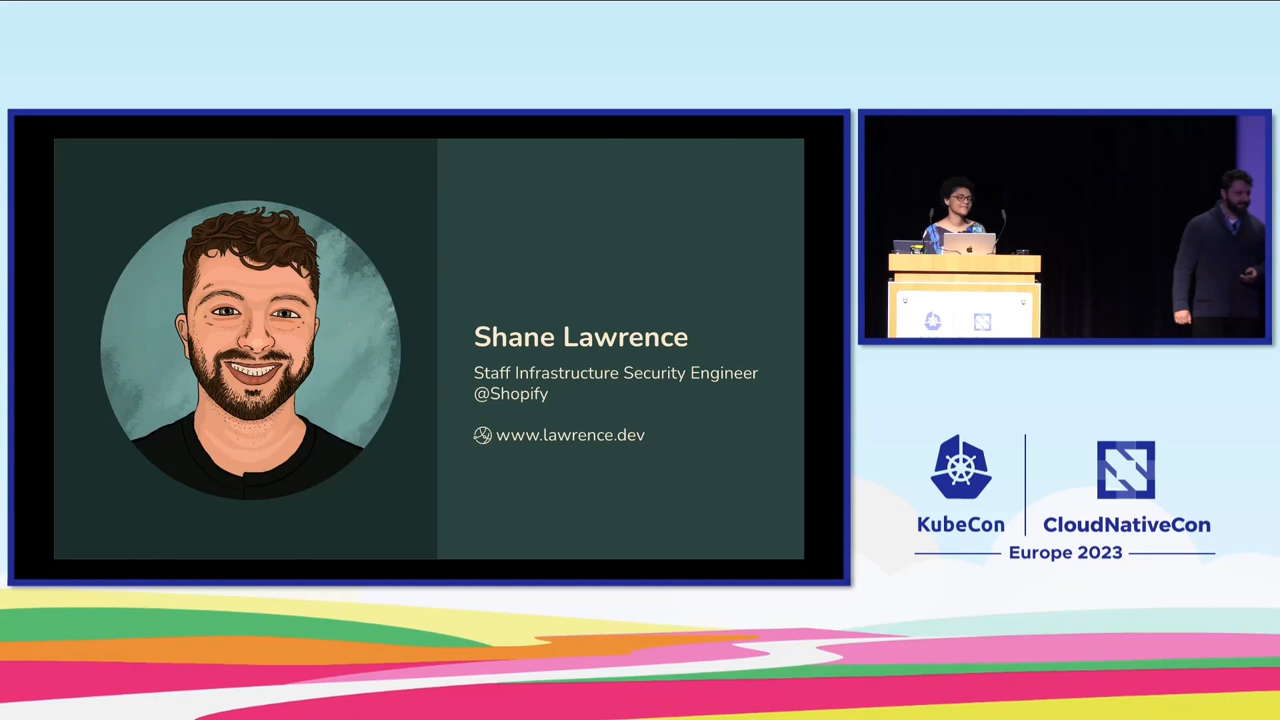 Shane Lawrence
Staff Infrastructure Security Engineer
@Shopify
www.lawrence.dev
KubeCon
CloudNativeCon
Europe 2023